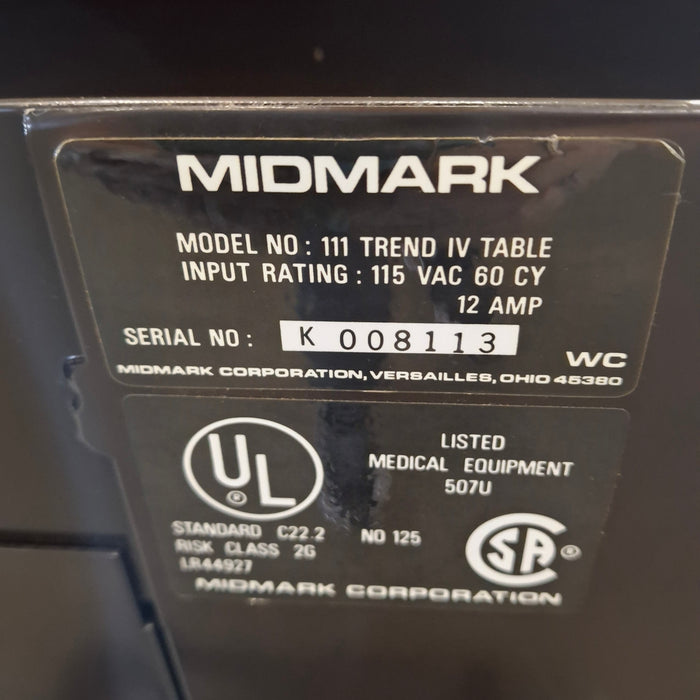 MIDMARK
MODEL NO : 111 TREND IV TABLE
INPUT RATING : 115 VAC 60 CY
12 AMP
SERIAL NO : K 008113
WC
MIDMARK CORPORATION, VERSAILLES, OHIO 45380
UL ®
LISTED
MEDICAL EQUIPMENT
507U
STANDARD C22.2 NO 125
RISK CLASS 2G
LR44927
SA ®
MIDMARK CORPORATION